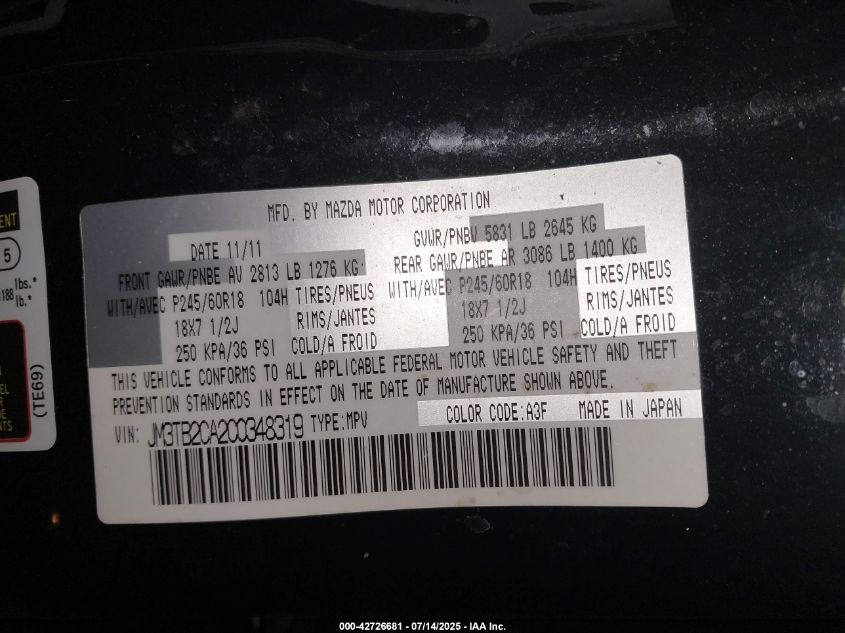 MFD. BY MAZDA MOTOR CORPORATION
DATE 11/11
GVWR/PNBV 5831 LB 2645 KG
FRONT GAWR/PNBE AV 2813 LB 1276 KG
REAR GAWR/PNBE AR 3086 LB 1400 KG
WITH/AVEC P245/60R18 104H TIRES/PNEUS
WITH/AVEC P245/60R18 104H TIRES/PNEUS
18X7 1/2J RIMS/JANTES
18X7 1/2J RIMS/JANTES
250 KPA/36 PSI COLD/A FROID
250 KPA/36 PSI COLD/A FROID
THIS VEHICLE CONFORMS TO ALL APPLICABLE FEDERAL MOTOR VEHICLE SAFETY AND THEFT
PREVENTION STANDARDS IN EFFECT ON THE DATE OF MANUFACTURE SHOWN ABOVE.
COLOR CODE:A3F MADE IN JAPAN
VIN: JM3TB2CA2C0348319 TYPE:MPV
ENT
5
lbs.*
188
lb.*
(TE69)
000-42726681 - 07/14/2025 - IAA Inc.